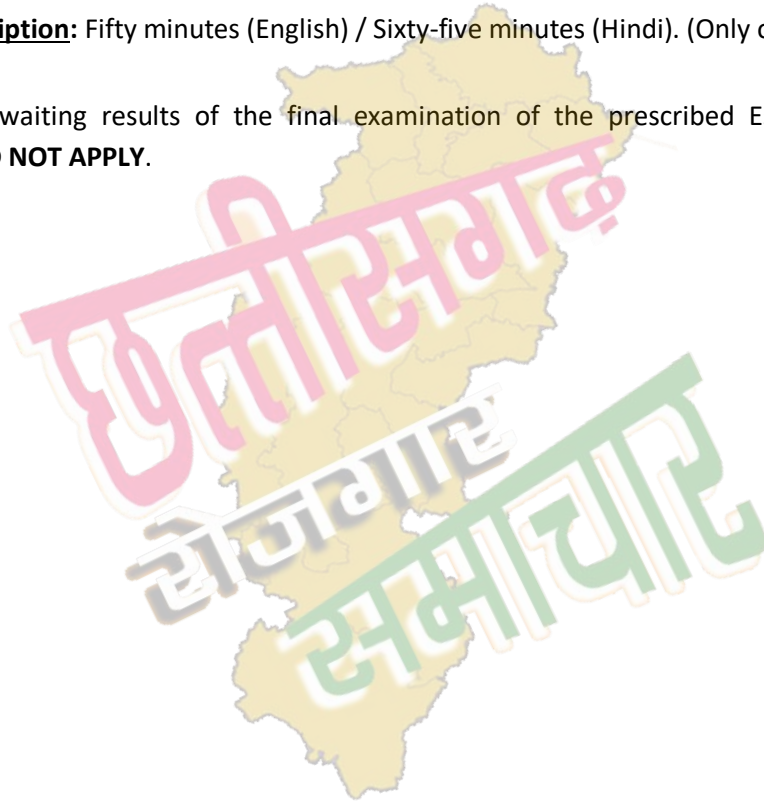 iption: Fifty minutes (English) / Sixty-five minutes (Hindi). (Only
waiting results of the final examination of the prescribed E
NOT APPLY.
छत्तीसगढ़
रोजगार
समाचार